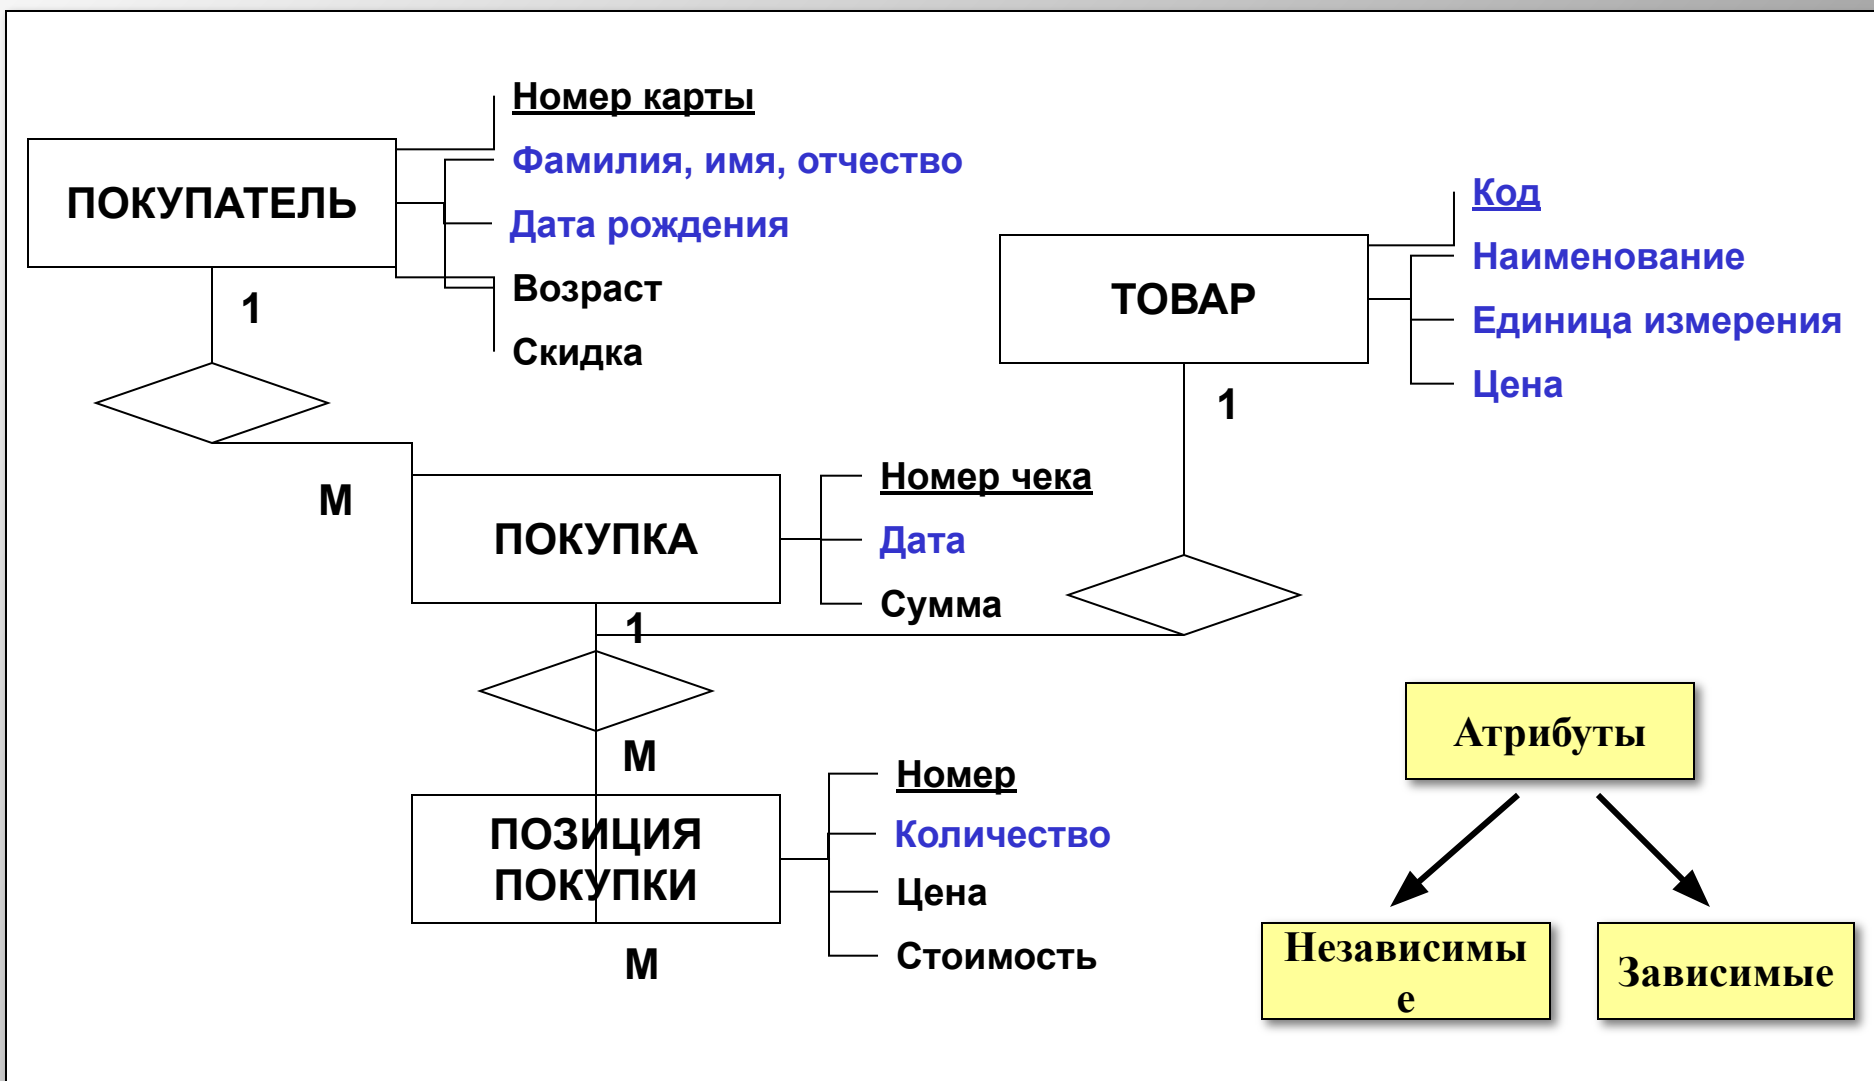 Номер карты
ПОКУПАТЕЛЬ
Фамилия, имя, отчество
Дата рождения
Возраст
Скидка
1
М
ТОВАР
Код
Наименование
Единица измерения
Цена
1
ПОКУПКА
Номер чека
Дата
Сумма
1
М
ПОЗИЦИЯ
ПОКУПКИ
Номер
Количество
Цена
Стоимость
М
Атрибуты
Независимы
е
Зависимые